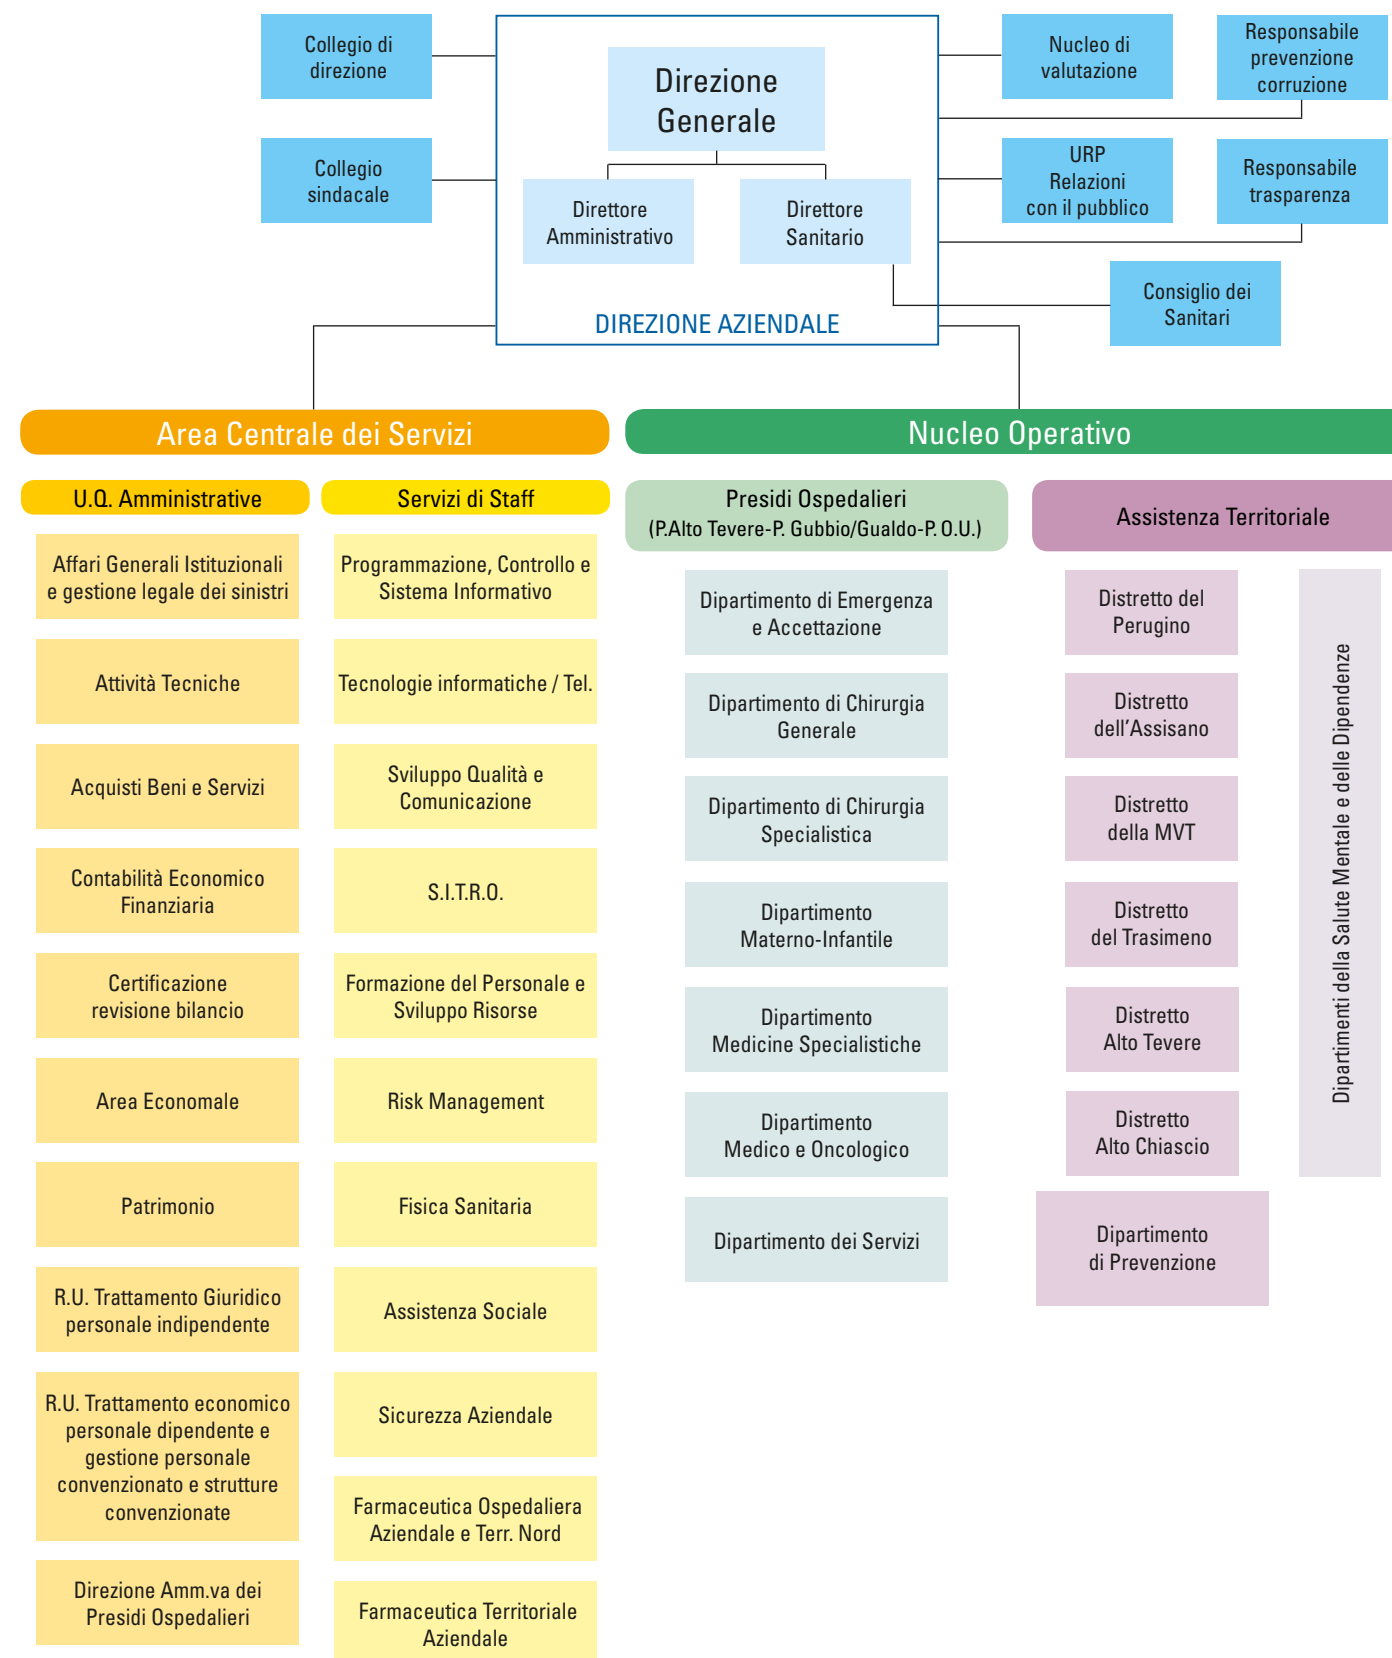 Collegio di
direzione
Collegio
sindacale
Direzione
Generale
Direttore
Amministrativo
Direttore
Sanitario
DIREZIONE AZIENDALE
Nucleo di
valutazione
Responsabile
prevenzione
corruzione
URP
Relazioni
con il pubblico
Responsabile
trasparenza
Consiglio dei
Sanitari
Area Centrale dei Servizi
U.Q. Amministrative
Affari Generali Istituzionali
e gestione legale dei sinistri
Attività Tecniche
Acquisti Beni e Servizi
Contabilità Economico
Finanziaria
Certificazione
revisione bilancio
Area Economale
Patrimonio
R.U. Trattamento Giuridico
personale indipendente
R.U. Trattamento economico
personale dipendente e
gestione personale
convenzionato e strutture
convenzionate
Direzione Amm.va dei
Presidi Ospedalieri
Servizi di Staff
Programmazione, Controllo e
Sistema Informativo
Tecnologie informatiche / Tel.
Sviluppo Qualità e
Comunicazione
S.I.T.R.O.
Formazione del Personale e
Sviluppo Risorse
Risk Management
Fisica Sanitaria
Assistenza Sociale
Sicurezza Aziendale
Farmaceutica Ospedaliera
Aziendale e Terr. Nord
Farmaceutica Territoriale
Aziendale
Nucleo Operativo
Presidi Ospedalieri
(P.Alto Tevere-P. Gubbio/Gualdo-P. O.U.)
Dipartimento di Emergenza
e Accettazione
Dipartimento di Chirurgia
Generale
Dipartimento di Chirurgia
Specialistica
Dipartimento
Materno-Infantile
Dipartimento
Medicine Specialistiche
Dipartimento
Medico e Oncologico
Dipartimento dei Servizi
Assistenza Territoriale
Distretto del
Perugino
Distretto
dell'Assisano
Distretto
della MVT
Distretto
del Trasimeno
Distretto
Alto Tevere
Distretto
Alto Chiascio
Dipartimento
di Prevenzione
Dipartimenti della Salute Mentale e delle Dipendenze